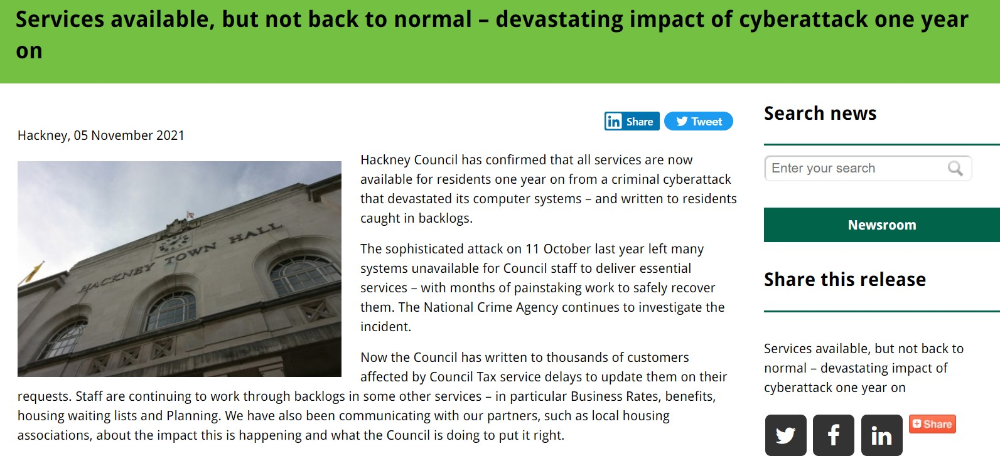 Services available, but not back to normal – devastating impact of cyberattack one year
on
Share
Tweet
Hackney, 05 November 2021
HACKNEY TOWN HALL
Hackney Council has confirmed that all services are now
available for residents one year on from a criminal cyberattack
that devastated its computer systems – and written to residents
caught in backlogs.
The sophisticated attack on 11 October last year left many
systems unavailable for Council staff to deliver essential
services – with months of painstaking work to safely recover
them. The National Crime Agency continues to investigate the
incident.
Now the Council has written to thousands of customers
affected by Council Tax service delays to update them on their
requests. Staff are continuing to work through backlogs in some other services – in particular Business Rates, benefits,
housing waiting lists and Planning. We have also been communicating with our partners, such as local housing
associations, about the impact this is happening and what the Council is doing to put it right.
Search news
Enter your search
Newsroom
Share this release
Services available, but not back to
normal – devastating impact of
cyberattack one year on
Share